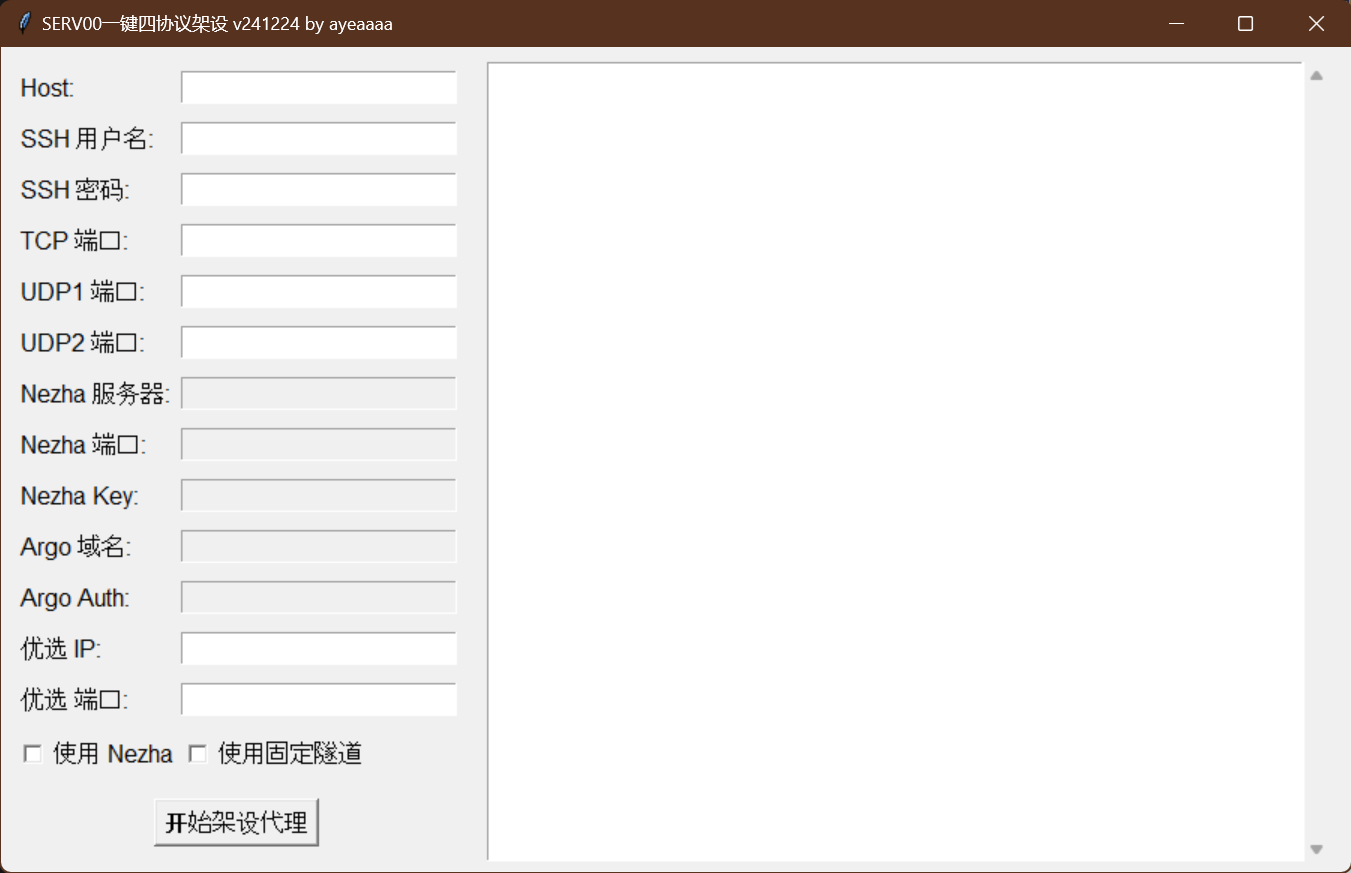 SERV00一键四协议架设 v241224 by ayeaaaa
Host:
SSH 用户名:
SSH 密码:
TCP 端口:
UDP1 端口:
UDP2 端口:
Nezha 服务器:
Nezha 端口:
Nezha Key:
Argo 域名:
Argo Auth:
优选 IP:
优选 端口:
使用 Nezha 使用固定隧道
开始架设代理